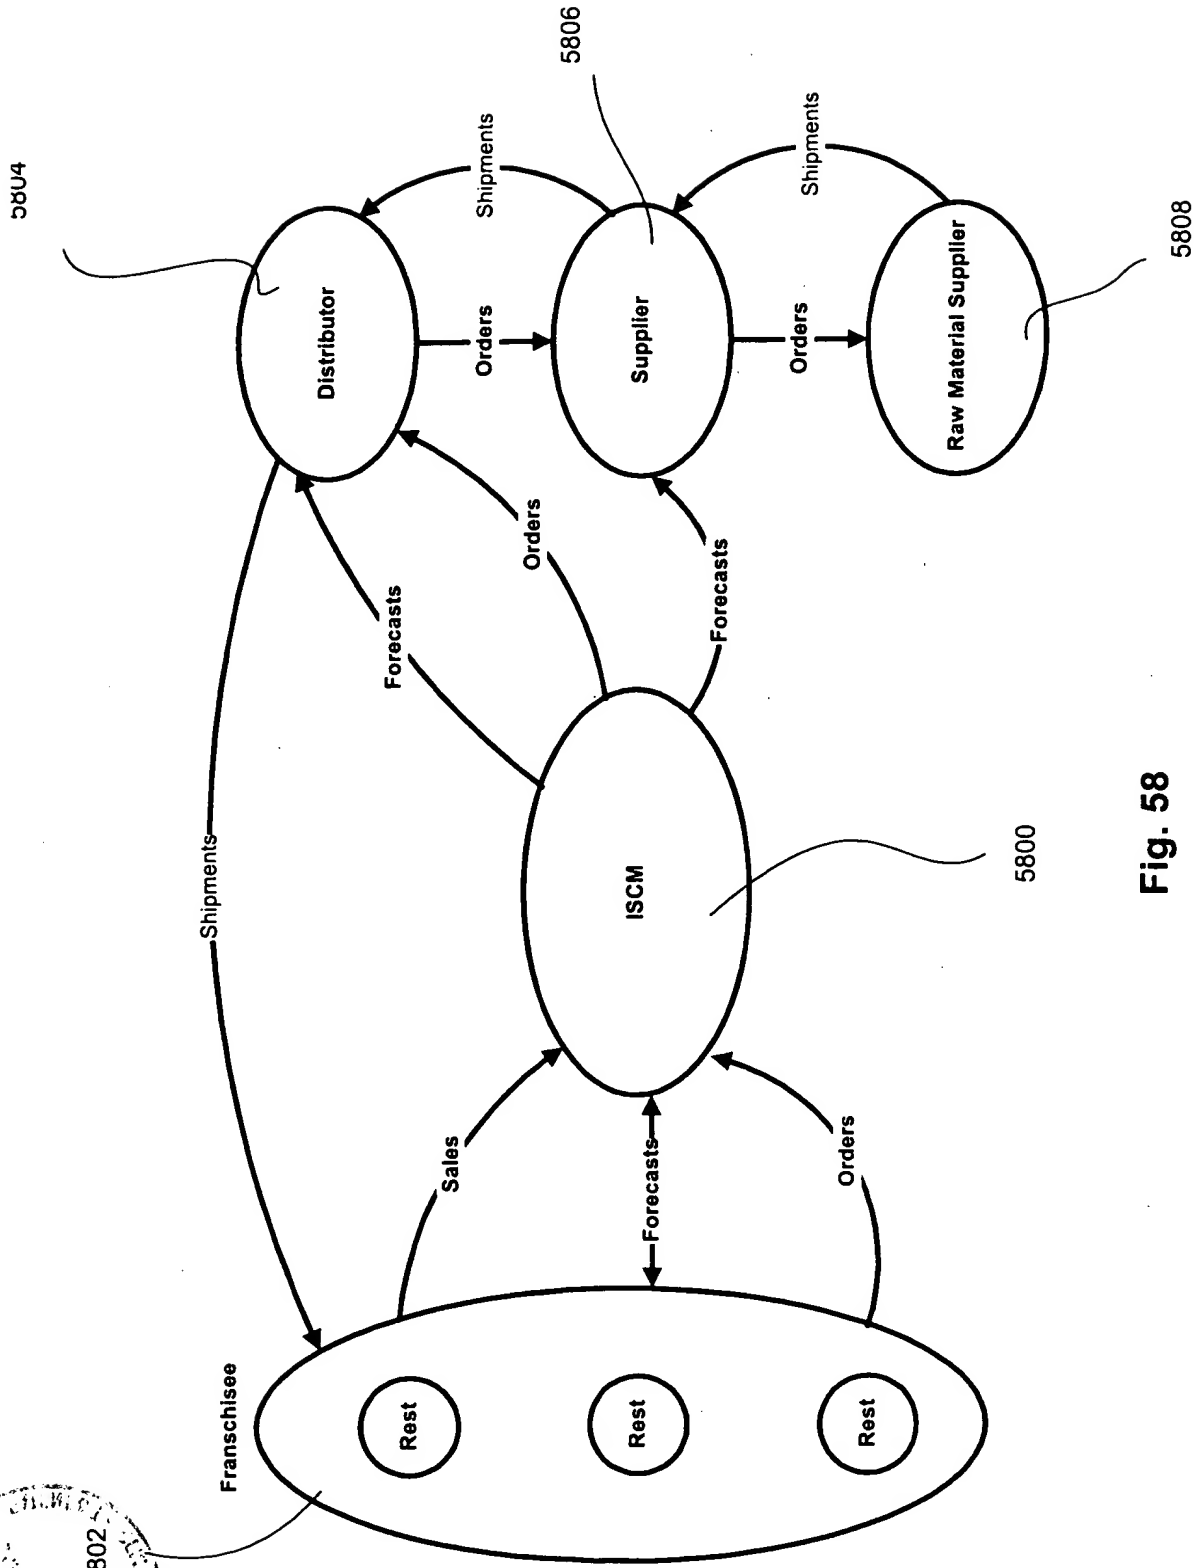 Franschisee
Rest
Rest
Rest
5802
Shipments
Sales
Forecasts
Orders
ISCM
5800
Forecasts
Orders
Forecasts
Distributor
5804
Orders
Shipments
Supplier
5806
Orders
Shipments
Raw Material Supplier
5808
Fig. 58